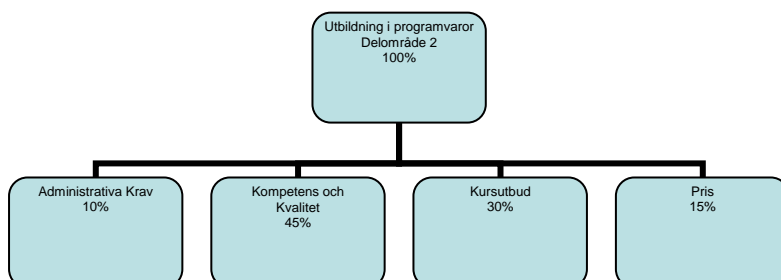 Utbildning i programvaror
Delområde 2
100%
Administrativa Krav
10%
Kompetens och
Kvalitet
45%
Kursutbud
30%
Pris
15%